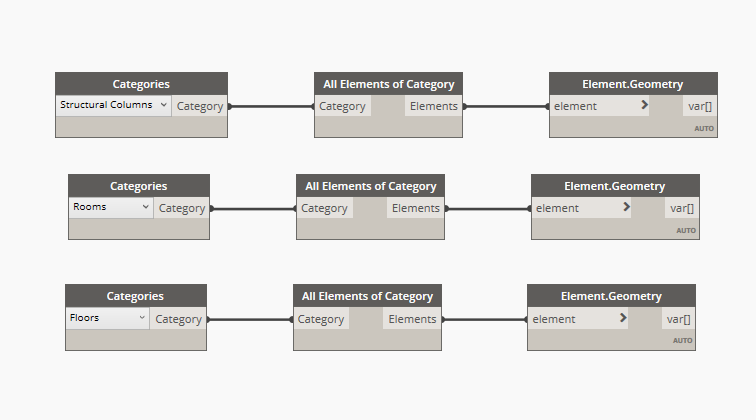 Categories All Elements of Category Element.Geometry
Structural Columns Category Category Elements element var[]
AUTO
Categories All Elements of Category Element.Geometry
Rooms Category Category Elements element var[]
AUTO
Categories All Elements of Category Element.Geometry
Floors Category Category Elements element var[]
AUTO